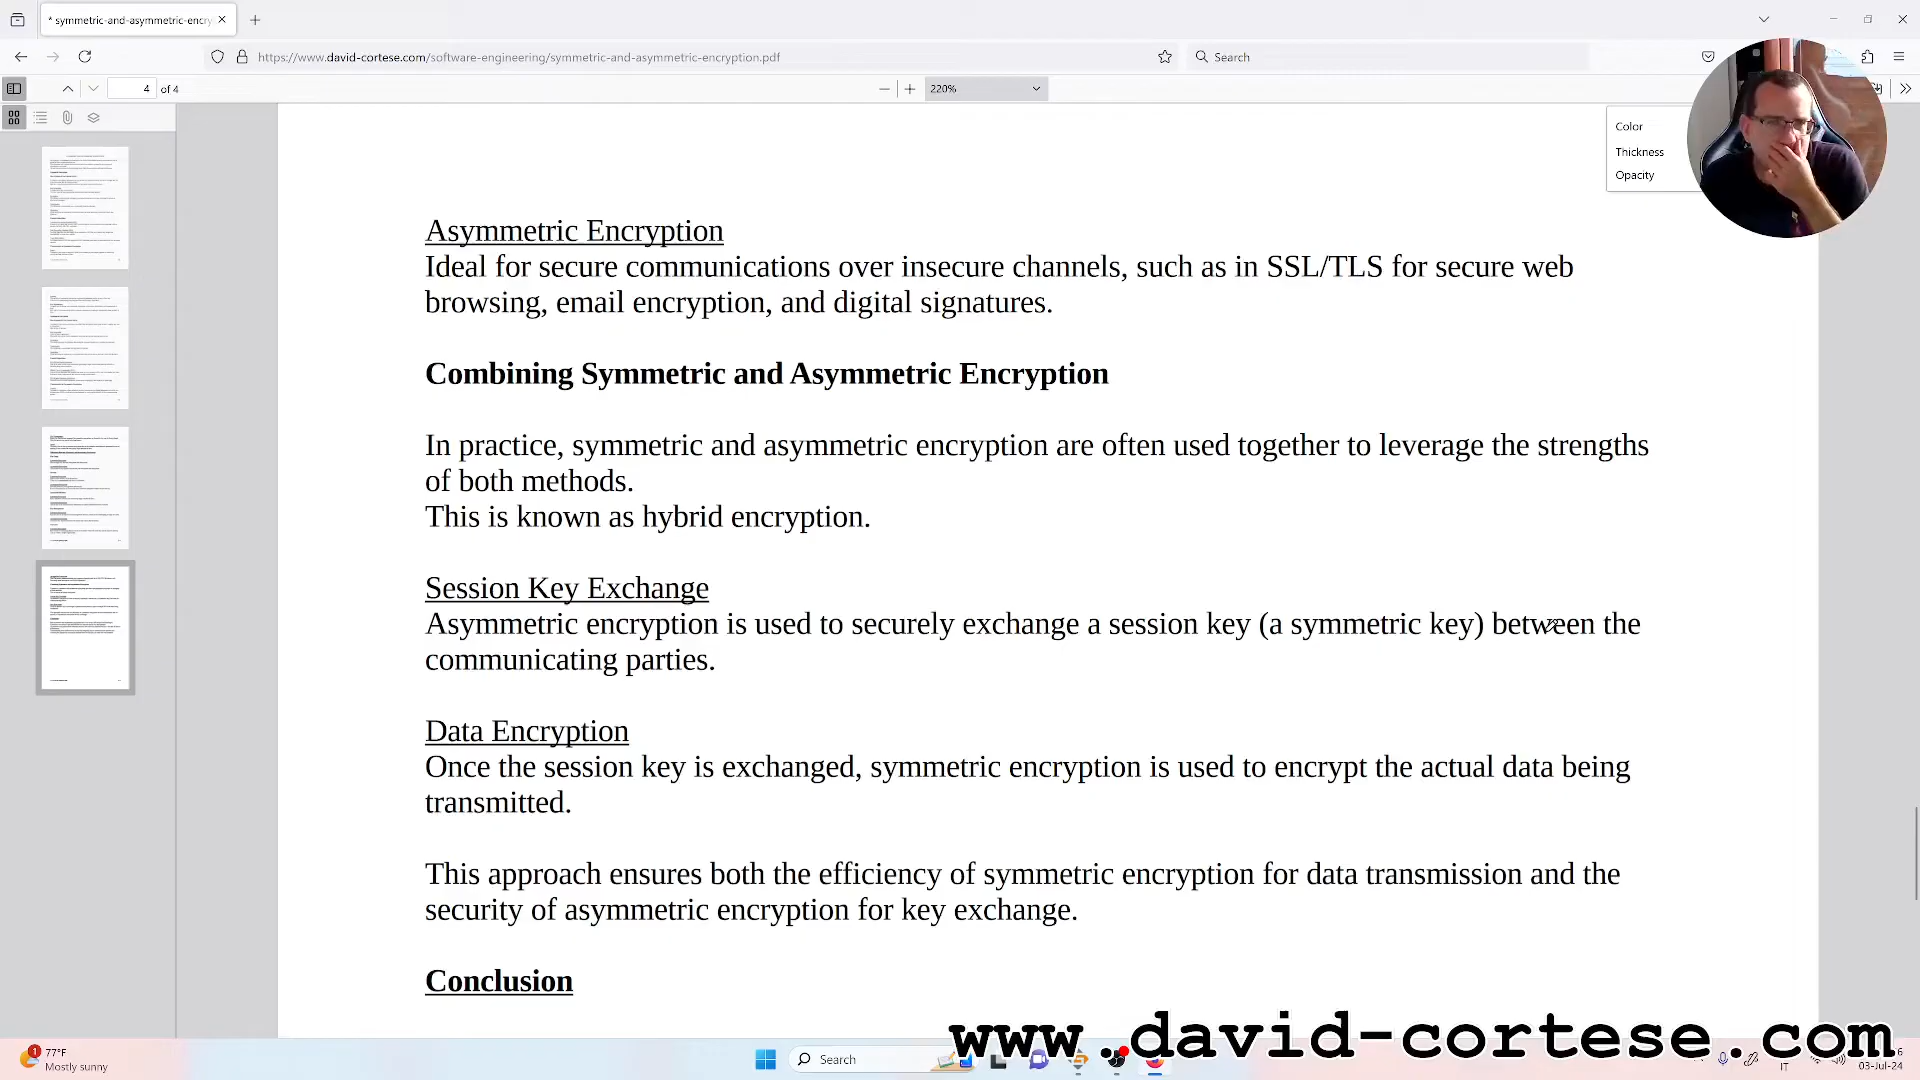 * symmetric-and-asymmetric-encry
https://www.david-cortese.com/software-engineering/symmetric-and-asymmetric-encryption.pdf
Search
4 of 4
220%
Color
Thickness
Opacity
Asymmetric Encryption
Ideal for secure communications over insecure channels, such as in SSL/TLS for secure web
browsing, email encryption, and digital signatures.
Combining Symmetric and Asymmetric Encryption
In practice, symmetric and asymmetric encryption are often used together to leverage the strengths
of both methods.
This is known as hybrid encryption.
Session Key Exchange
Asymmetric encryption is used to securely exchange a session key (a symmetric key) between the
communicating parties.
Data Encryption
Once the session key is exchanged, symmetric encryption is used to encrypt the actual data being
transmitted.
This approach ensures both the efficiency of symmetric encryption for data transmission and the
security of asymmetric encryption for key exchange.
Conclusion
www.david-cortese.com
1
77°F
Mostly sunny
Search
IT
03-Jul-24